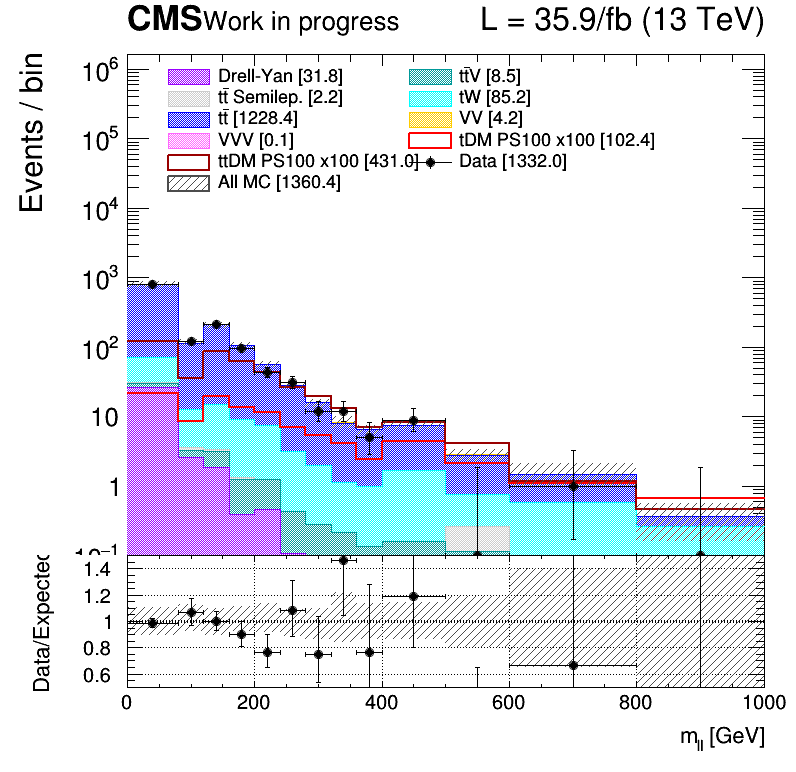 CMS Work in progress L = 35.9/fb (13 TeV)
Events / bin
10⁶
10⁵
10⁴
10³
10²
10
1
10⁻¹
Drell-Yan [31.8]
tt̄V [8.5]
tt̄ Semilep. [2.2]
tW [85.2]
tt̄ [1228.4]
VV [4.2]
VVV [0.1]
tDM PS100 x100 [102.4]
ttDM PS100 x100 [431.0]
Data [1332.0]
All MC [1360.4]
Data/Expected
1.4
1.2
1
0.8
0.6
0 200 400 600 800 1000
m_ll [GeV]